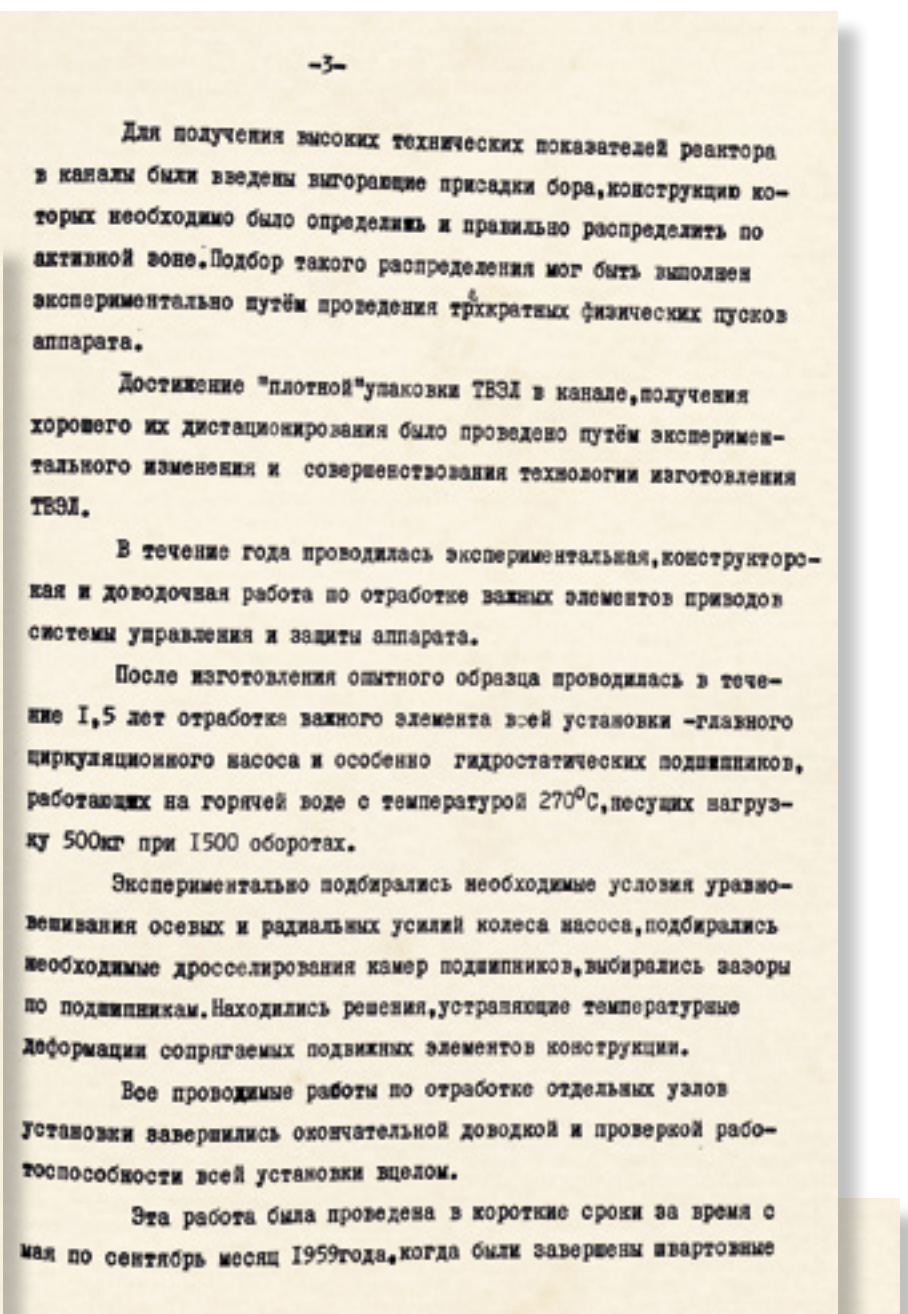 -3-
Для получения высоких технических показателей реактора
в каналы были введены выгорающие присадки бора,конструкцию ко-
торых необходимо было определишь и правильно распределить по
активной зоне.Подбор такого распределения мог быть выполнен
экспериментально путём проведения трёхкратных физических пусков
аппарата.
Достижение "плотной"упаковки ТВЭЛ в канале,получения
хорошего их дистационирования было проведено путём эксперимен-
тального изменения и совершенствования технологии изготовления
ТВЭЛ.
В течение года проводилась экспериментальная,конструкторс-
кая и доводочная работа по отработке важных элементов приводов
системы управления и защиты аппарата.
После изготовления опытного образца проводилась в тече-
ние I,5 лет отработка важного элемента всей установки -главного
циркуляционного насоса и особенно гидростатических подшипников,
работающих на горячей воде с температурой 270°С,несущих нагруз-
ку 500кг при I500 оборотах.
Экспериментально подбирались необходимые условия уравно-
вешивания осевых и радиальных усилий колеса насоса,подбирались
необходимые дросселирования камер подшипников,выбирались зазоры
по подшипникам.Находились решения,устраняющие температурные
деформации сопрягаемых подвижных элементов конструкции.
Все проводимые работы по отработке отдельных узлов
установки завершились окончательной доводкой и проверкой рабо-
тоспособности всей установки вцелом.
Эта работа была проведена в короткие сроки за время с
мая по сентябрь месяц I959года,когда были завершены швартовные